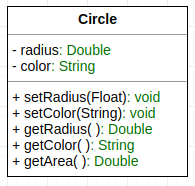 Circle
- radius: Double
- color: String
+ setRadius(Float): void
+ setColor(String): void
+ getRadius( ): Double
+ getColor( ): String
+ getArea( ): Double